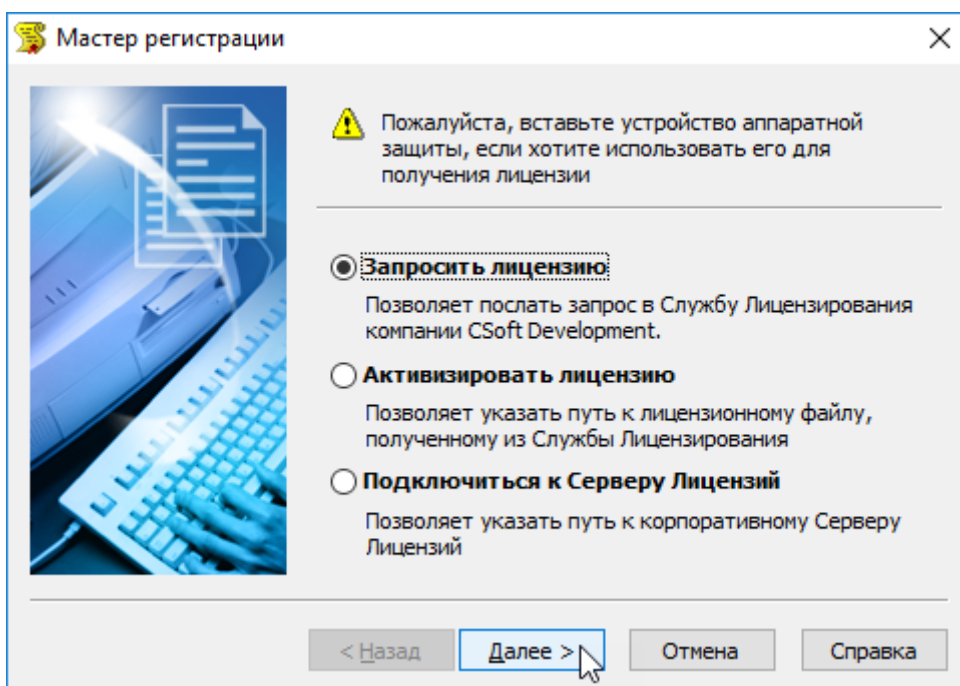 Мастер регистрации
Пожалуйста, вставьте устройство аппаратной
защиты, если хотите использовать его для
получения лицензии
Запросить лицензию
Позволяет послать запрос в Службу Лицензирования
компании CSoft Development.
Активизировать лицензию
Позволяет указать путь к лицензионному файлу,
полученному из Службы Лицензирования
Подключиться к Серверу Лицензий
Позволяет указать путь к корпоративному Серверу
Лицензий
< Назад Далее > Отмена Справка